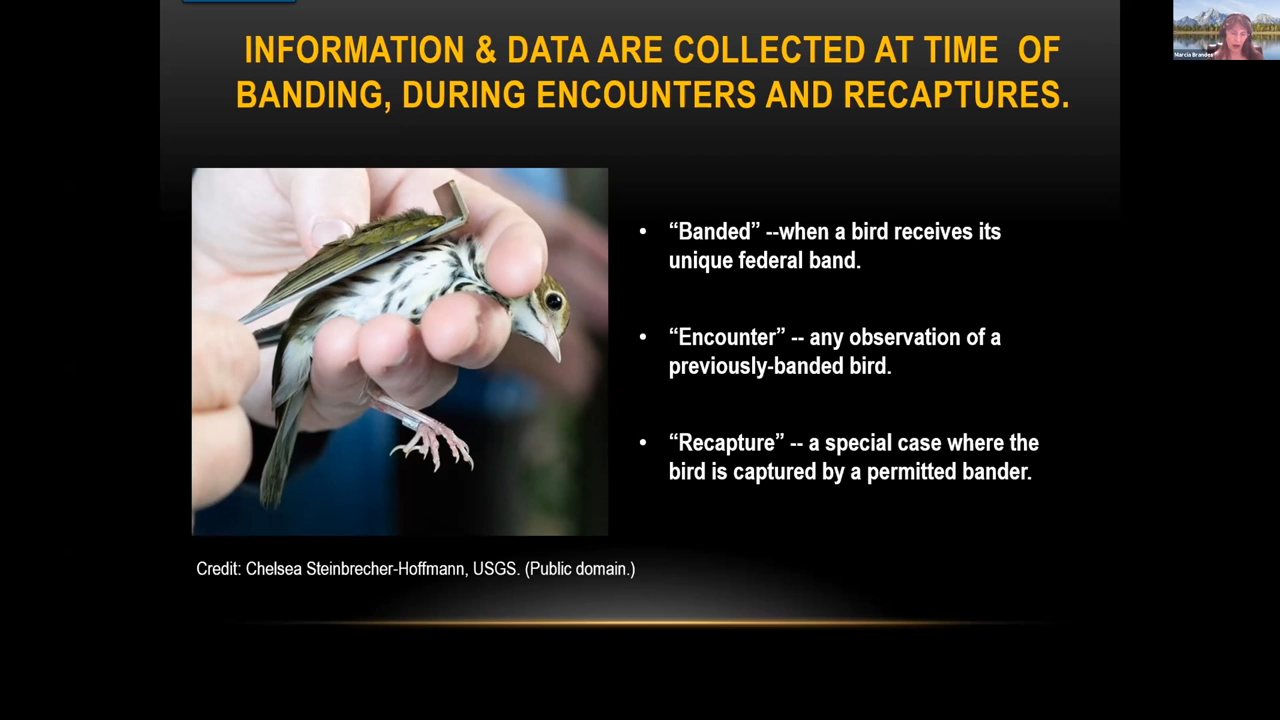 INFORMATION & DATA ARE COLLECTED AT TIME OF
BANDING, DURING ENCOUNTERS AND RECAPTURES.
• “Banded” --when a bird receives its
unique federal band.
• “Encounter” -- any observation of a
previously-banded bird.
• “Recapture” -- a special case where the
bird is captured by a permitted bander.
Credit: Chelsea Steinbrecher-Hoffmann, USGS. (Public domain.)
Marcia Brandes